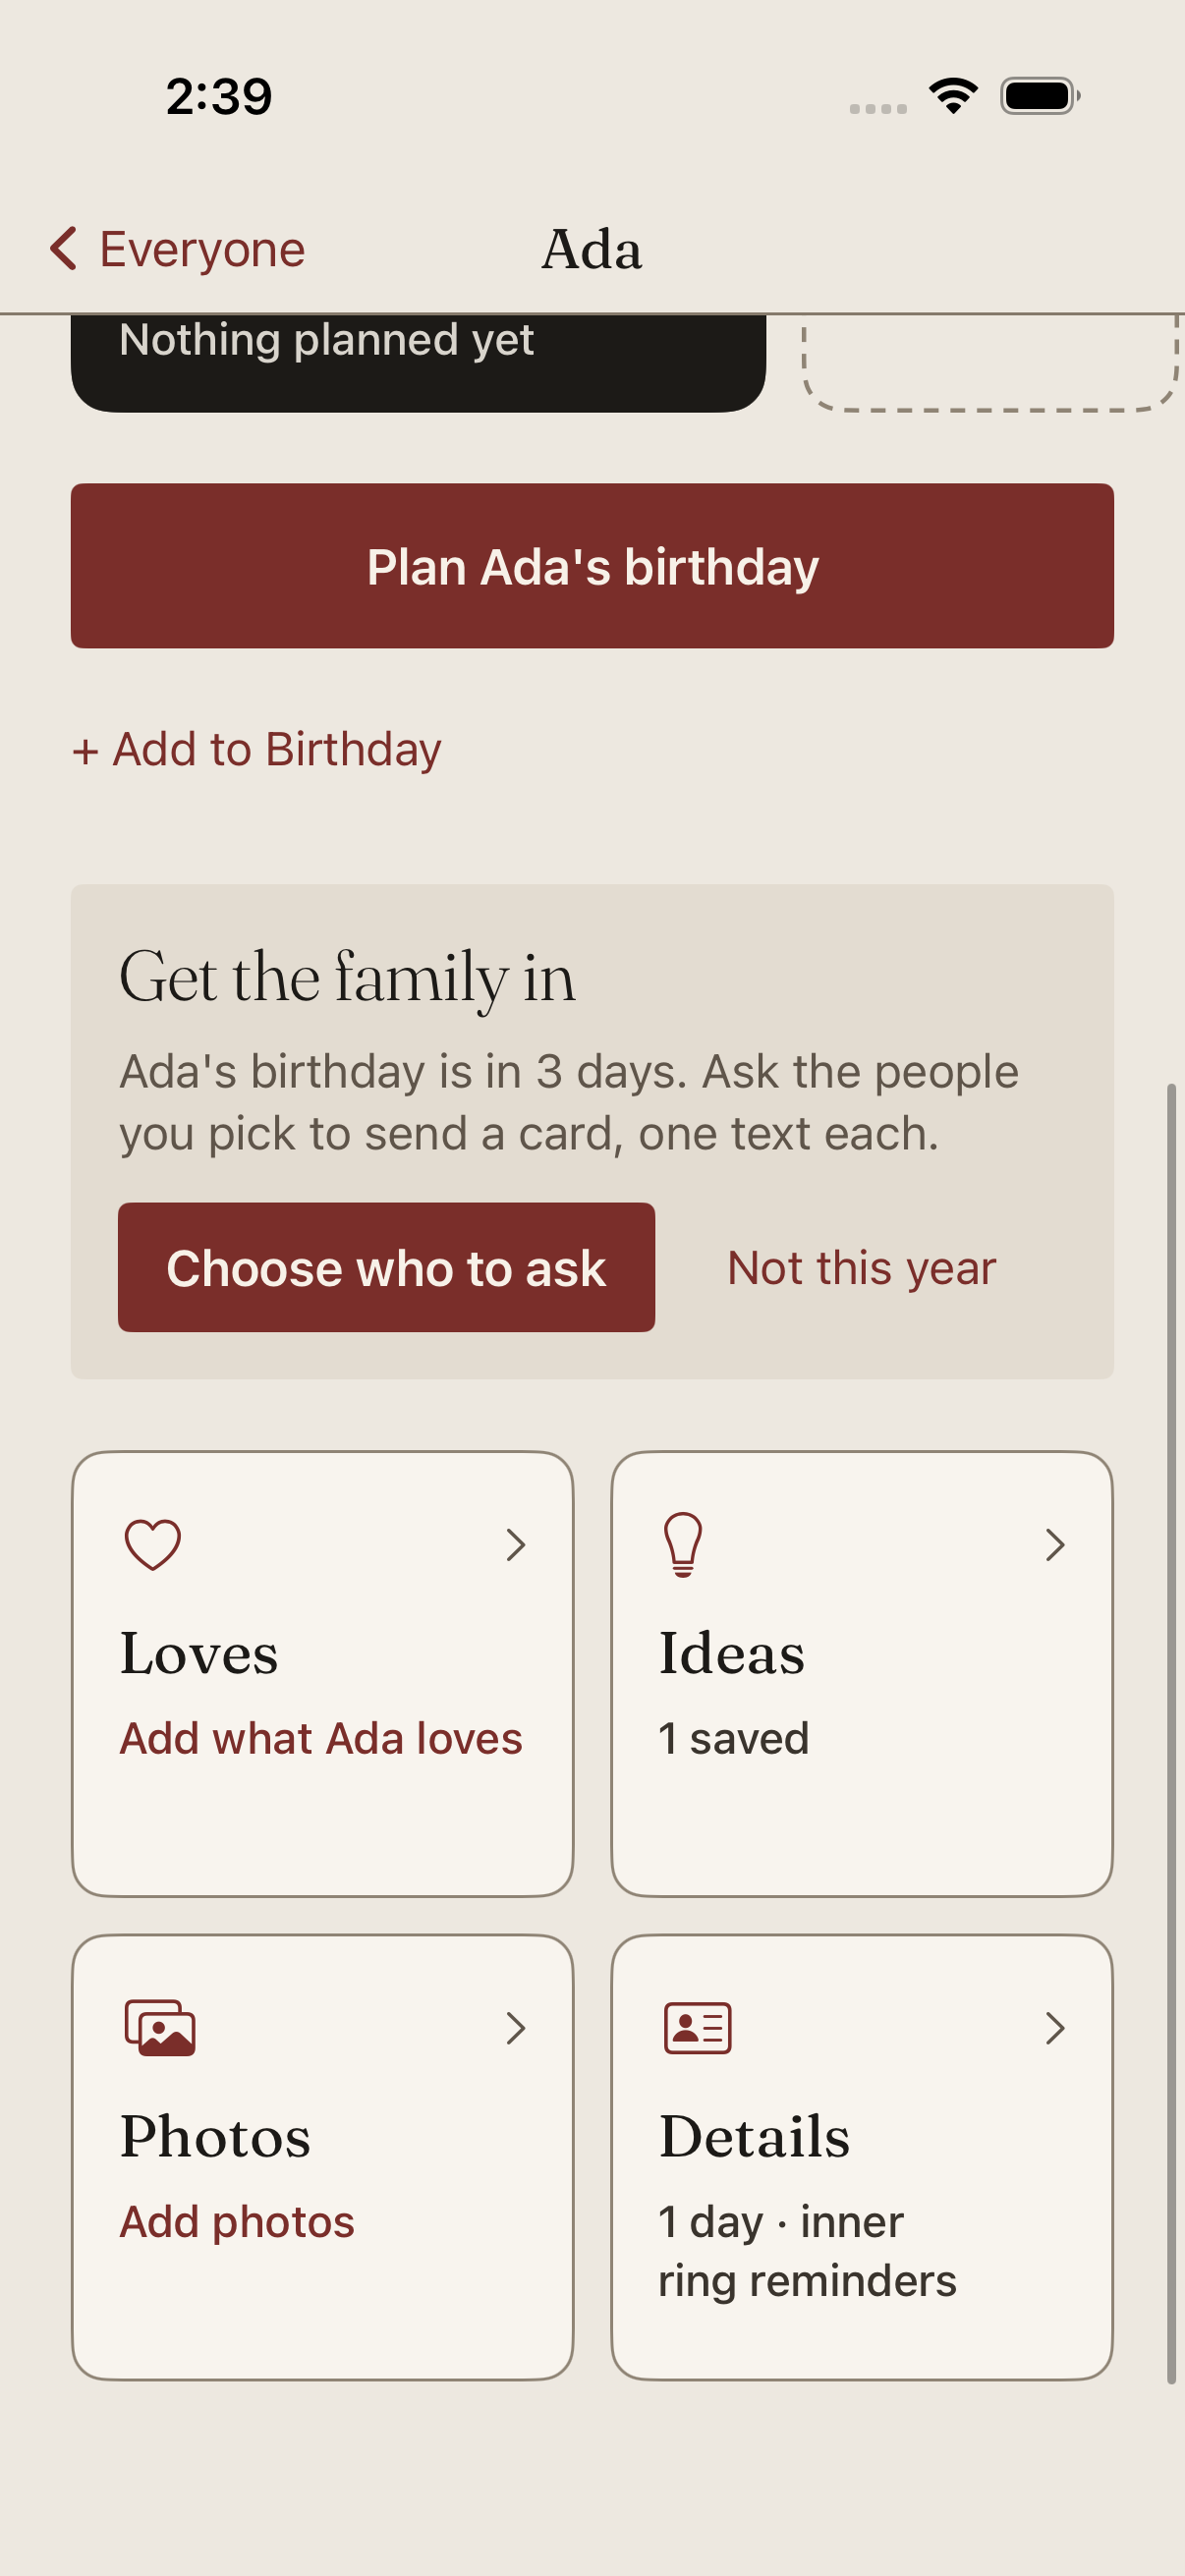 2:39
Everyone
Ada
Nothing planned yet
Plan Ada's birthday
+ Add to Birthday
Get the family in
Ada's birthday is in 3 days. Ask the people
you pick to send a card, one text each.
Choose who to ask
Not this year
Loves
Add what Ada loves
Ideas
1 saved
Photos
Add photos
Details
1 day · inner
ring reminders